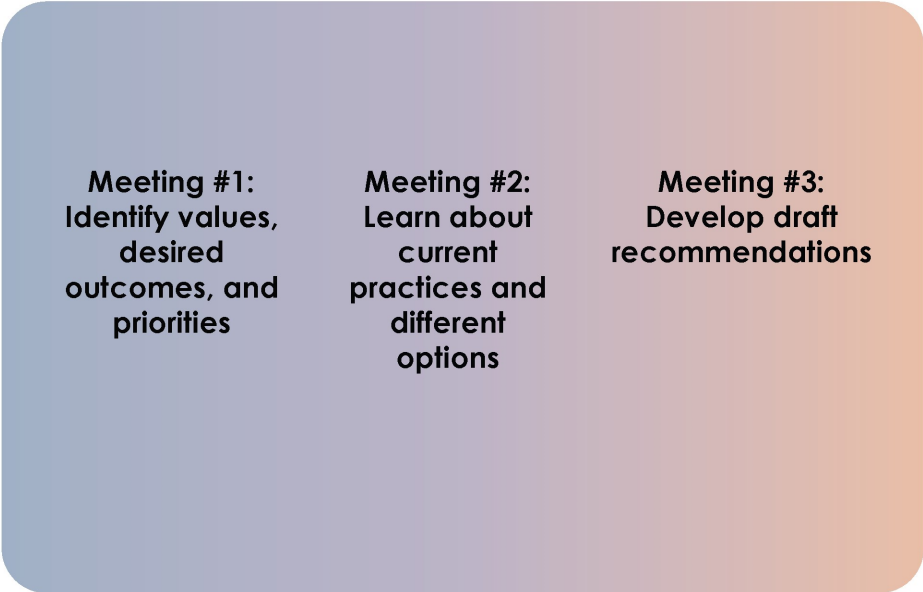 Meeting #1:
Identify values,
desired
outcomes, and
priorities
Meeting #2:
Learn about
current
practices and
different
options
Meeting #3:
Develop draft
recommendations